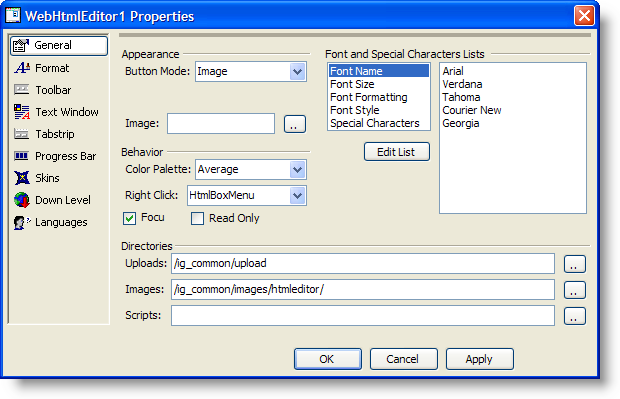 WebHtmlEditor1 Properties
General
Format
Toolbar
Text Window
Tabstrip
Progress Bar
Skins
Down Level
Languages
Appearance
Button Mode: Image
Image: ..
Behavior
Color Palette: Average
Right Click: HtmlBoxMenu
Focu Read Only
Font and Special Characters Lists
Font Name
Font Size
Font Formatting
Font Style
Special Characters
Edit List
Arial
Verdana
Tahoma
Courier New
Georgia
Directories
Uploads: /ig_common/upload ..
Images: /ig_common/images/htmleditor/ ..
Scripts: ..
OK Cancel Apply